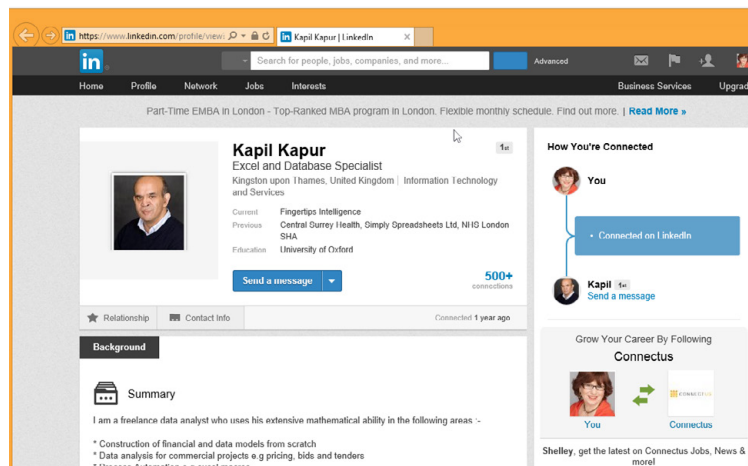 https://www.linkedin.com/profile/view
Kapil Kapur | LinkedIn
in
Search for people, jobs, companies, and more...
Advanced
Home Profile Network Jobs Interests Business Services Upgrad
Part-Time EMBA in London - Top-Ranked MBA program in London. Flexible monthly schedule. Find out more. | Read More »
Kapil Kapur
1st
Excel and Database Specialist
Kingston upon Thames, United Kingdom | Information Technology
and Services
Current Fingertips Intelligence
Previous Central Surrey Health, Simply Spreadsheets Ltd, NHS London
SHA
Education University of Oxford
Send a message
500+
connections
Relationship Contact Info Connected 1 year ago
Background
Summary
I am a freelance data analyst who uses his extensive mathematical ability in the following areas :-
* Construction of financial and data models from scratch
* Data analysis for commercial projects e.g pricing, bids and tenders
How You're Connected
You
• Connected on LinkedIn
Kapil 1st
Send a message
Grow Your Career By Following
Connectus
CONNECTUS
You Connectus
Shelley, get the latest on Connectus Jobs, News &
more!